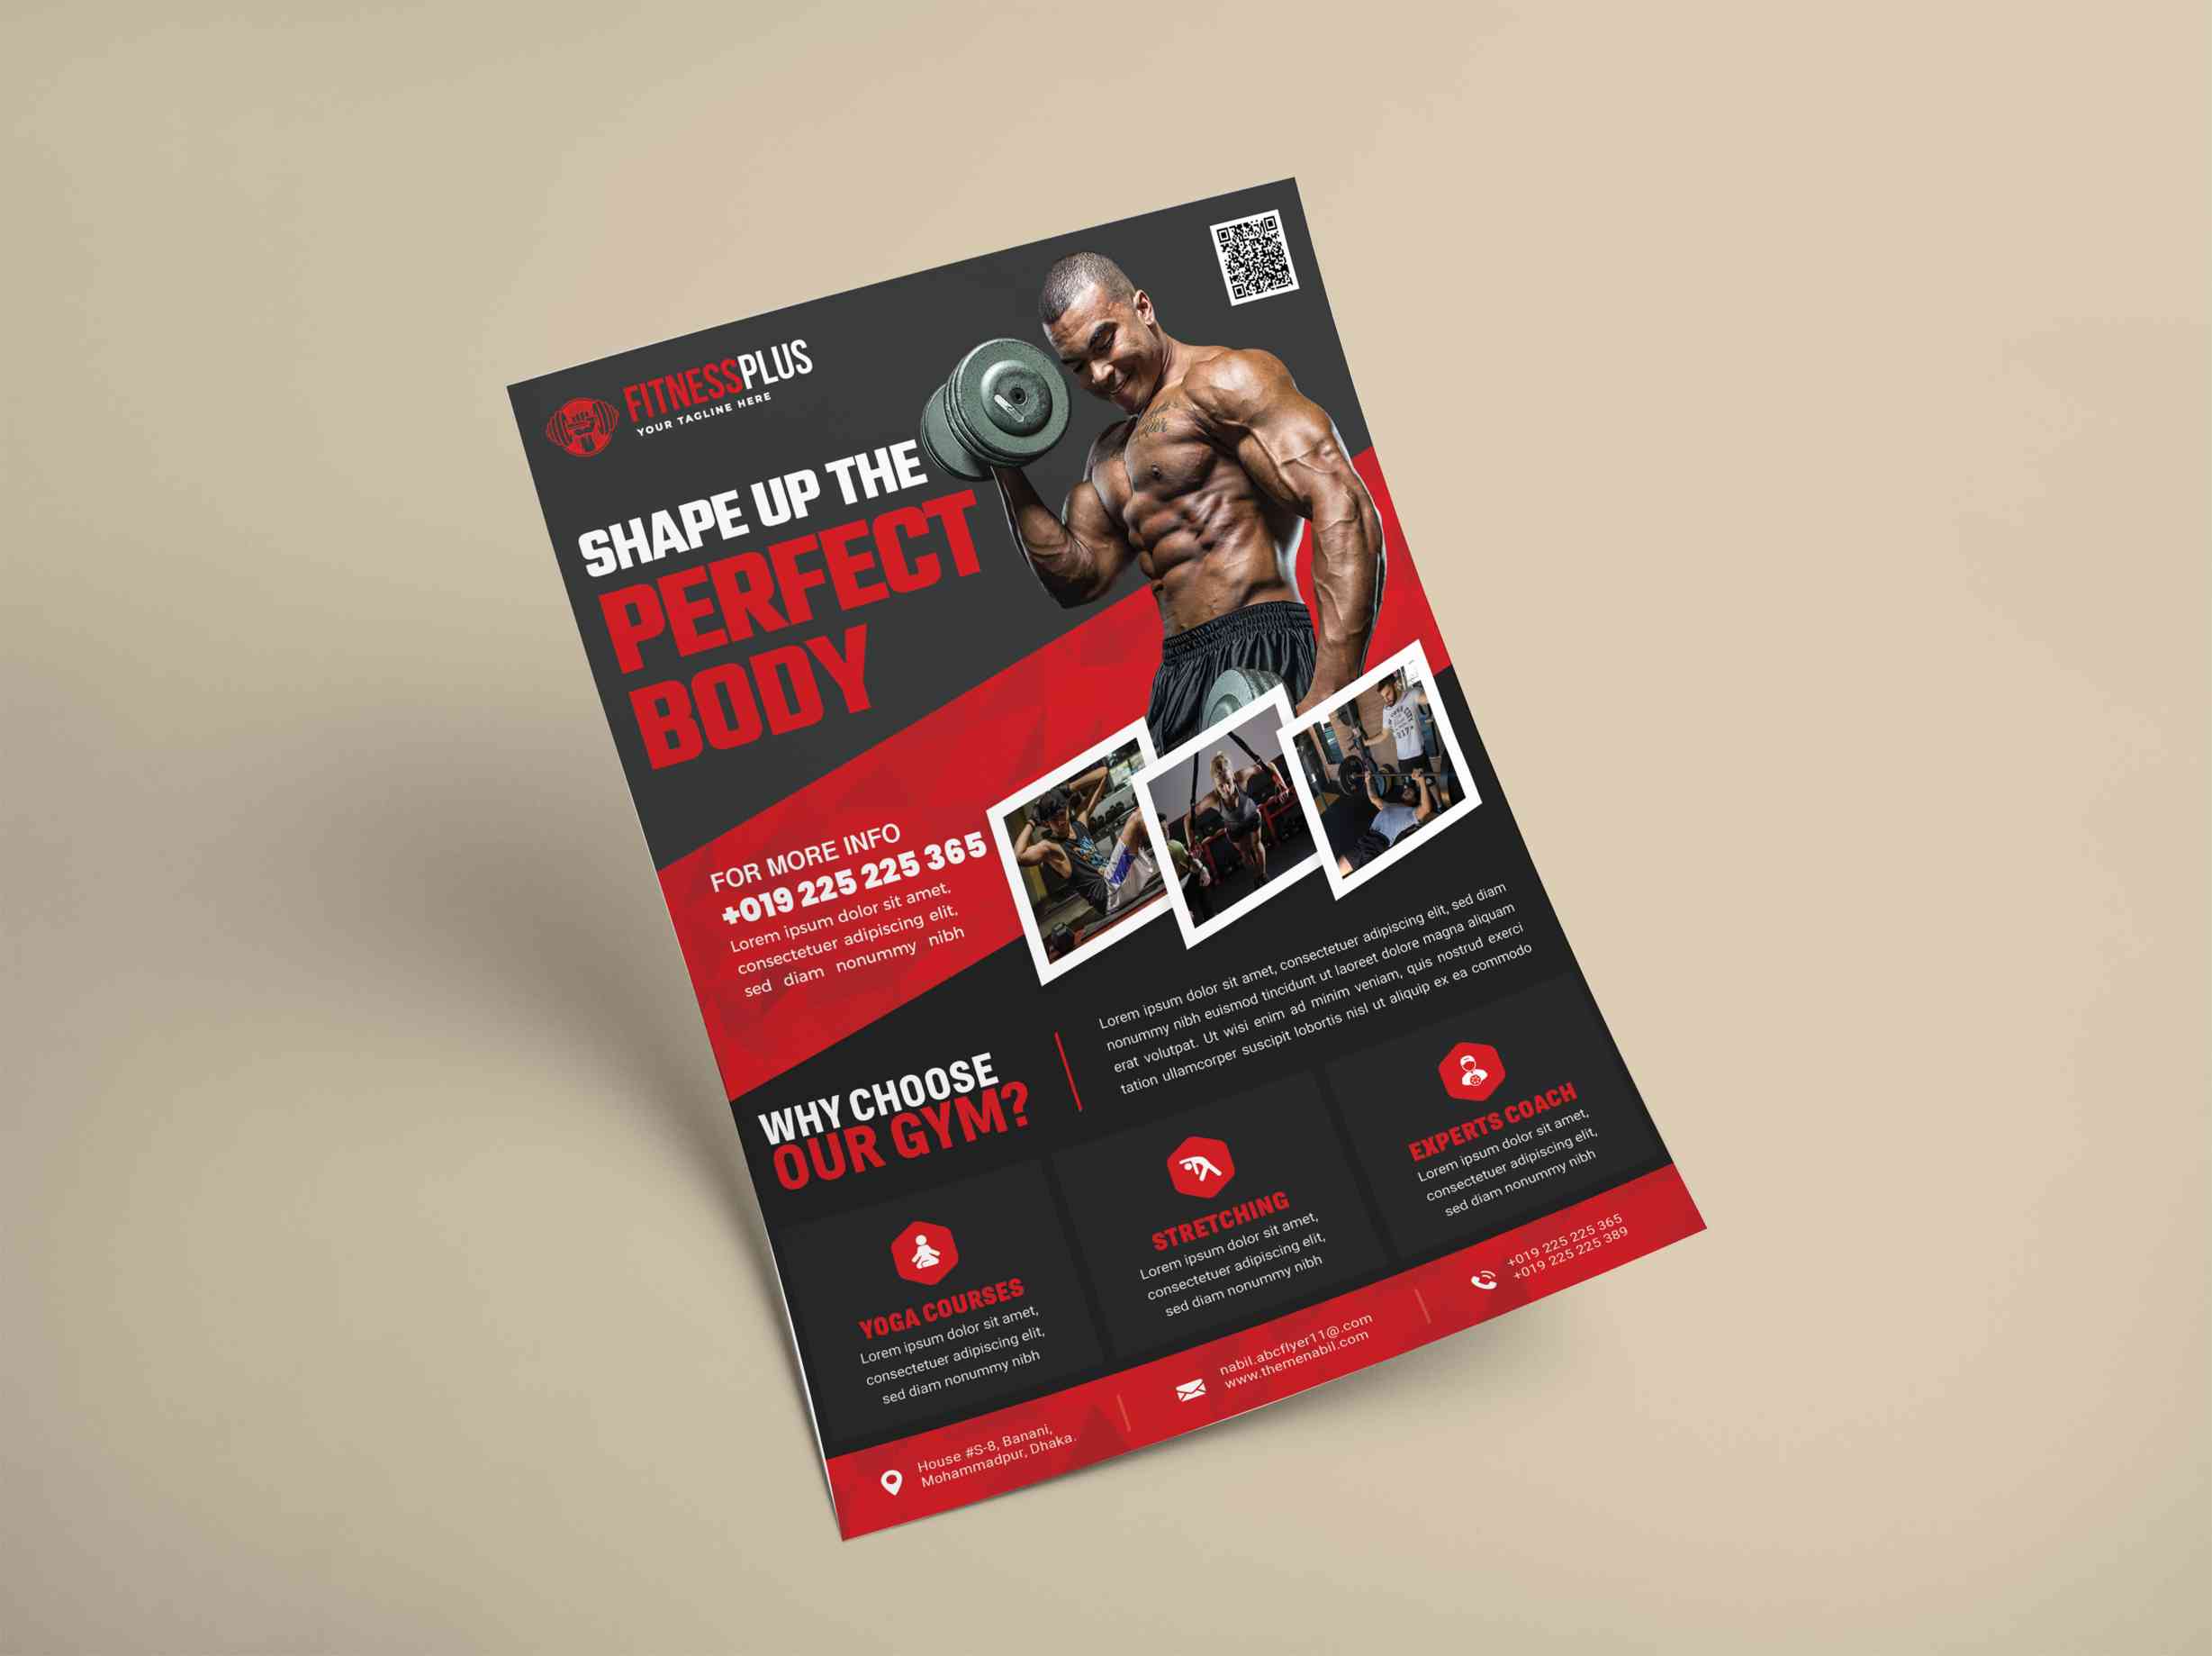 FITNESSPLUS
YOUR TAGLINE HERE
SHAPE UP THE
PERFECT
BODY
FOR MORE INFO
+019 225 225 365
Lorem ipsum dolor sit amet,
consectetuer adipiscing elit,
sed diam nonummy nibh
Lorem ipsum dolor sit amet, consectetuer adipiscing elit, sed diam
nonummy nibh euismod tincidunt ut laoreet dolore magna aliquam
erat volutpat. Ut wisi enim ad minim veniam, quis nostrud exerci
tation ullamcorper suscipit lobortis nisl ut aliquip ex ea commodo
WHY CHOOSE
OUR GYM?
YOGA COURSES
Lorem ipsum dolor sit amet,
consectetuer adipiscing elit,
sed diam nonummy nibh
STRETCHING
Lorem ipsum dolor sit amet,
consectetuer adipiscing elit,
sed diam nonummy nibh
EXPERTS COACH
Lorem ipsum dolor sit amet,
consectetuer adipiscing elit,
sed diam nonummy nibh
House #S-8, Banani,
Mohammadpur, Dhaka.
nabil.abcflyer11@.com
www.themenabil.com
+019 225 225 365
+019 225 225 389